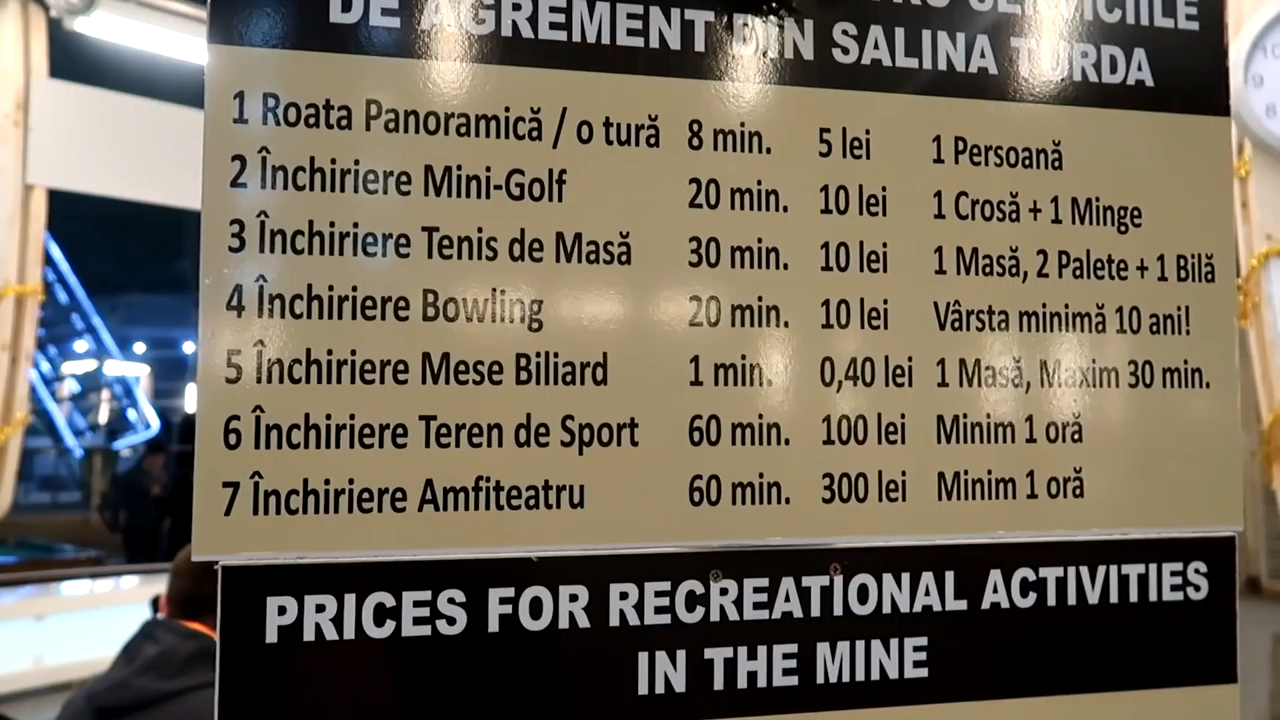 SERVICIILE
DE AGREMENT DIN SALINA TURDA
1 Roata Panoramică / o tură 8 min. 5 lei 1 Persoană
2 Închiriere Mini-Golf 20 min. 10 lei 1 Crosă + 1 Minge
3 Închiriere Tenis de Masă 30 min. 10 lei 1 Masă, 2 Palete + 1 Bilă
4 Închiriere Bowling 20 min. 10 lei Vârsta minimă 10 ani!
5 Închiriere Mese Biliard 1 min. 0,40 lei 1 Masă, Maxim 30 min.
6 Închiriere Teren de Sport 60 min. 100 lei Minim 1 oră
7 Închiriere Amfiteatru 60 min. 300 lei Minim 1 oră
PRICES FOR RECREATIONAL ACTIVITIES
IN THE MINE